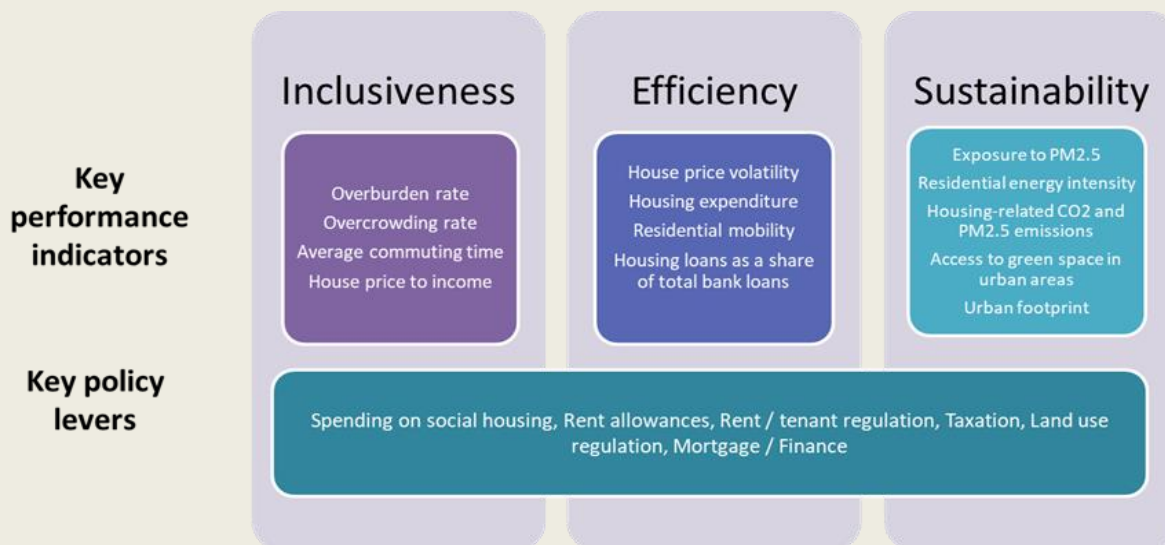 Inclusiveness
Efficiency
Sustainability
Key
performance
indicators
Overburden rate
Overcrowding rate
Average commuting time
House price to income
House price volatility
Housing expenditure
Residential mobility
Housing loans as a share
of total bank loans
Exposure to PM2.5
Residential energy intensity
Housing-related CO2 and
PM2.5 emissions
Access to green space in
urban areas
Urban footprint
Key policy
levers
Spending on social housing, Rent allowances, Rent / tenant regulation, Taxation, Land use
regulation, Mortgage / Finance